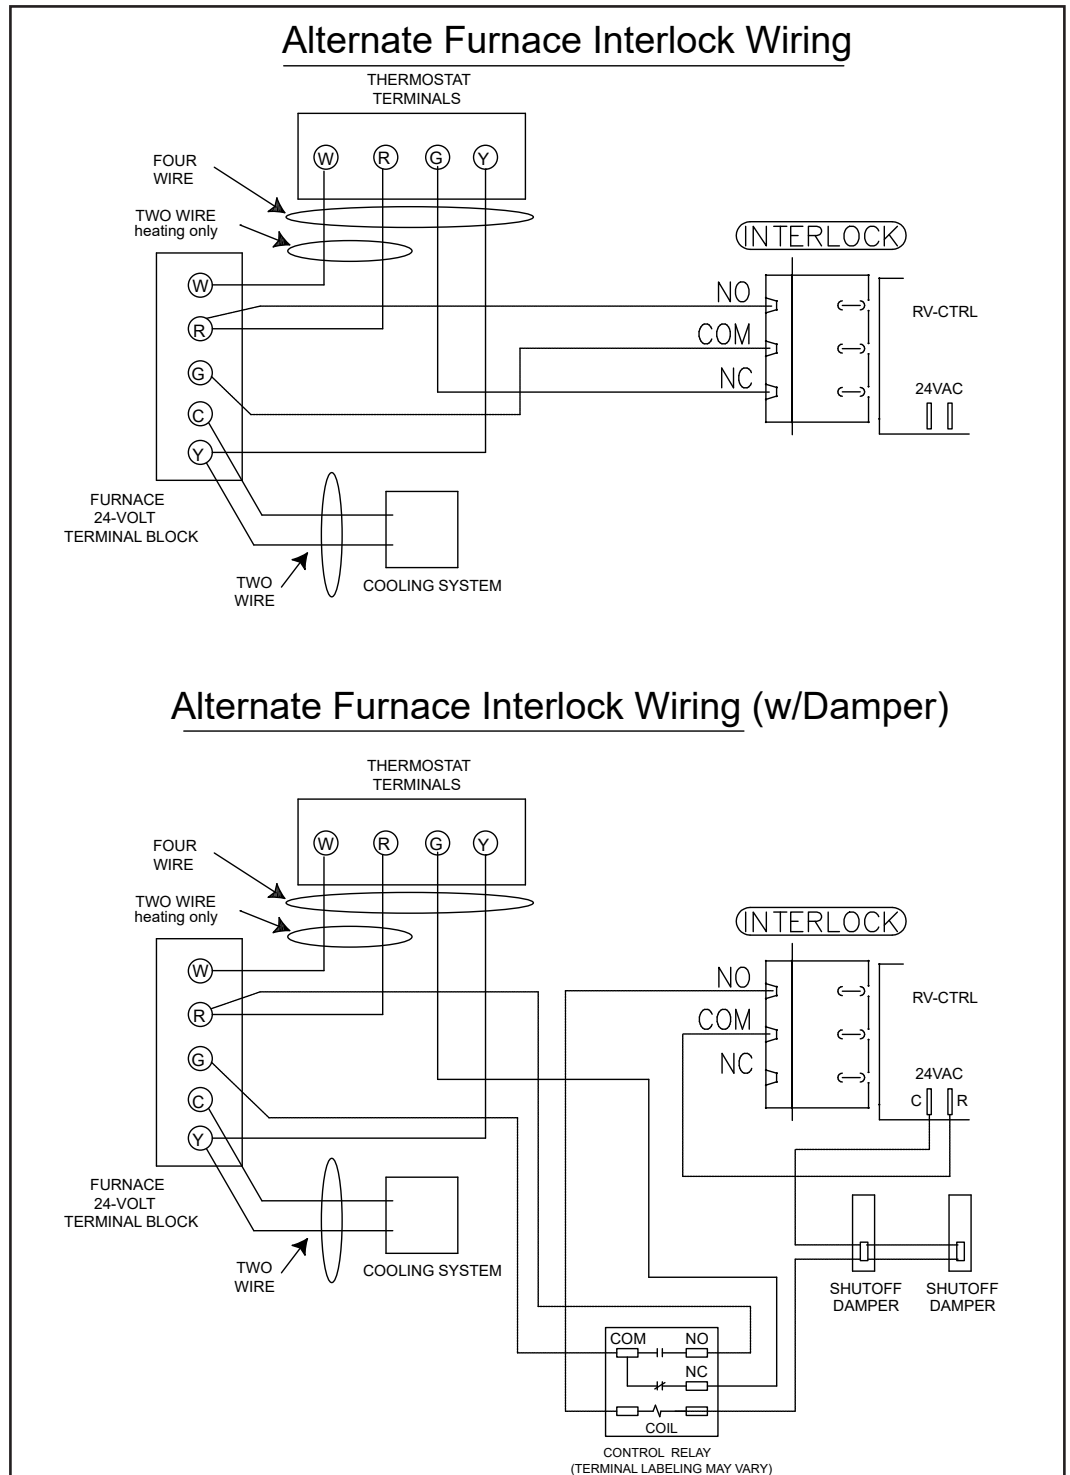 Alternate Furnace Interlock Wiring
THERMOSTAT
TERMINALS
W R G Y
FOUR
WIRE
TWO WIRE
heating only
W
R
G
C
Y
FURNACE
24-VOLT
TERMINAL BLOCK
TWO
WIRE
COOLING SYSTEM
INTERLOCK
NO
COM
NC
RV-CTRL
24VAC
Alternate Furnace Interlock Wiring (w/Damper)
THERMOSTAT
TERMINALS
W R G Y
FOUR
WIRE
TWO WIRE
heating only
W
R
G
C
Y
FURNACE
24-VOLT
TERMINAL BLOCK
TWO
WIRE
COOLING SYSTEM
INTERLOCK
NO
COM
NC
RV-CTRL
24VAC
C R
SHUTOFF
DAMPER
SHUTOFF
DAMPER
COM NO
NC
COIL
CONTROL RELAY
(TERMINAL LABELING MAY VARY)